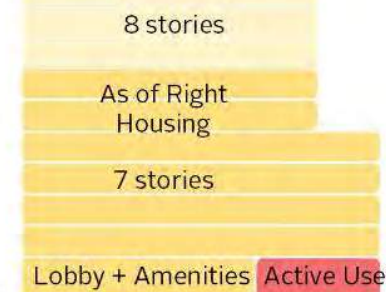 8 stories
As of Right
Housing
7 stories
Lobby + Amenities Active Use